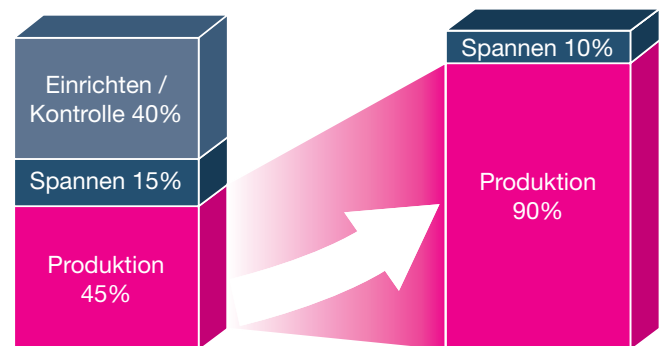 Einrichten /
Kontrolle 40%
Spannen 15%
Produktion
45%
Spannen 10%
Produktion
90%